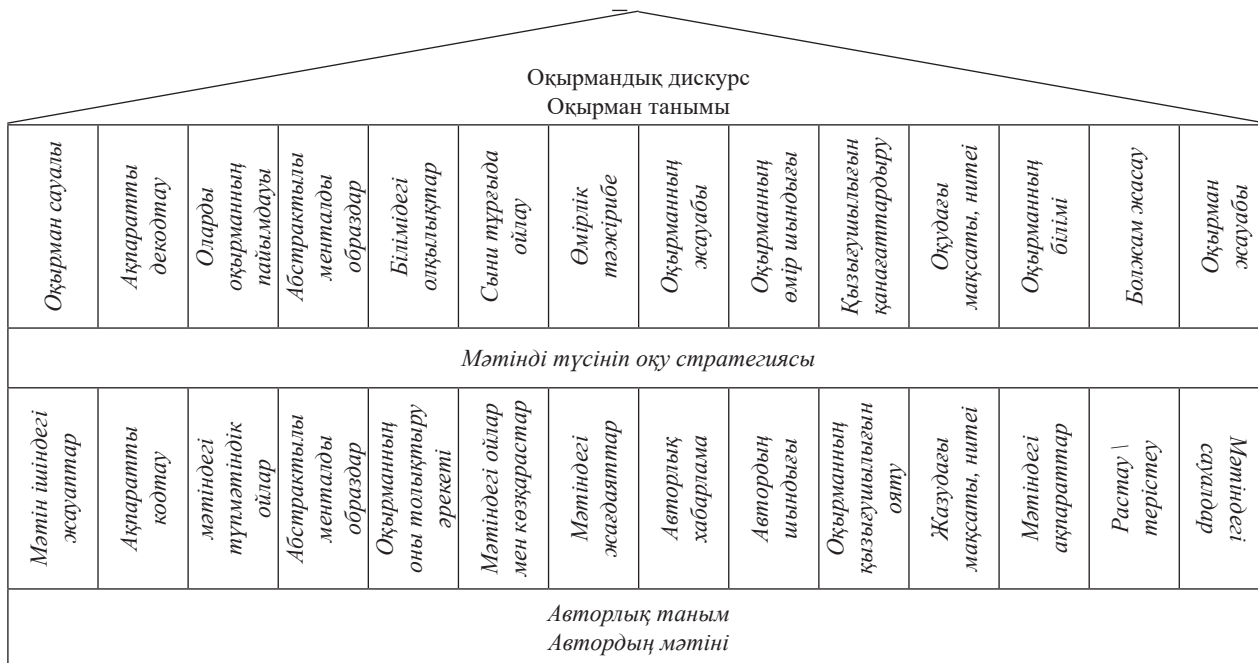 Оқырмандық дискурс
Оқырман танымы
Оқырман сауалы
Ақпаратты
декодтау
Оларды
оқырманның
пайымдауы
Абстрактылы
менталды
образдар
Біліміdegі
олқылықтар
Сыни тұрғыда
ойлау
Өмірлік
тәжірибе
Оқырманның
жауабы
Оқырманның
өмір шындығы
Қызығушылығын
қанағаттардыру
Оқудағы
мақсаты, нитеі
Оқырманның
білімі
Болжам жасау
Оқырман
жауабы
Мәтінді түсініп оқу стратегиясы
Мәтін ішіндегі
жауаптар
Ақпаратты
кодтау
мәтіндегі
түпмәтіндік
ойлар
Абстрактылы
менталды
образдар
Оқырманның
оны толықтыру
әрекеті
Мәтіндегі ойлар
мен көзқарастар
Мәтіндегі
жағдаяттар
Авторлық
хабарлама
Автордың
шындығы
Оқырманның
қызығушылығын
ояту
Жазудағы
мақсаты, нитеі
Мәтіндегі
ақпараттар
Растау \
терістеу
Мәтіндегі
сауалдар
Авторлық таным
Автордың мәтіні